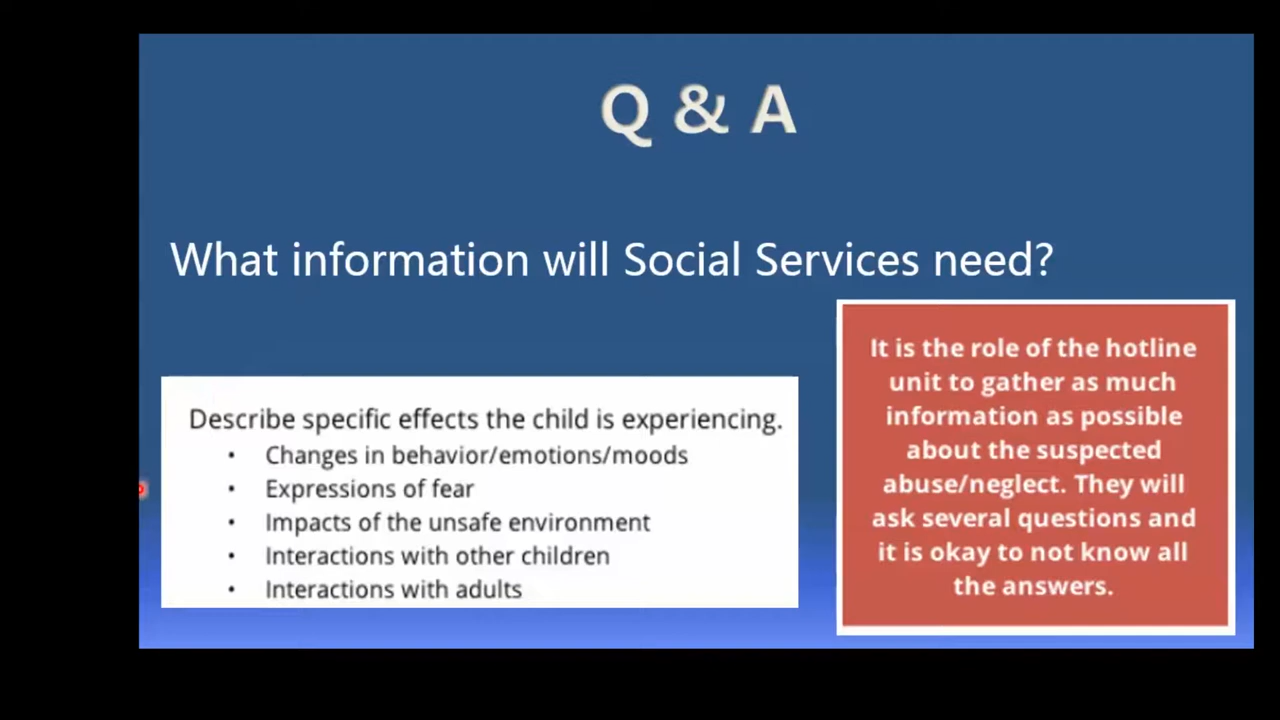 Q & A
What information will Social Services need?
Describe specific effects the child is experiencing.
• Changes in behavior/emotions/moods
• Expressions of fear
• Impacts of the unsafe environment
• Interactions with other children
• Interactions with adults
It is the role of the hotline
unit to gather as much
information as possible
about the suspected
abuse/neglect. They will
ask several questions and
it is okay to not know all
the answers.